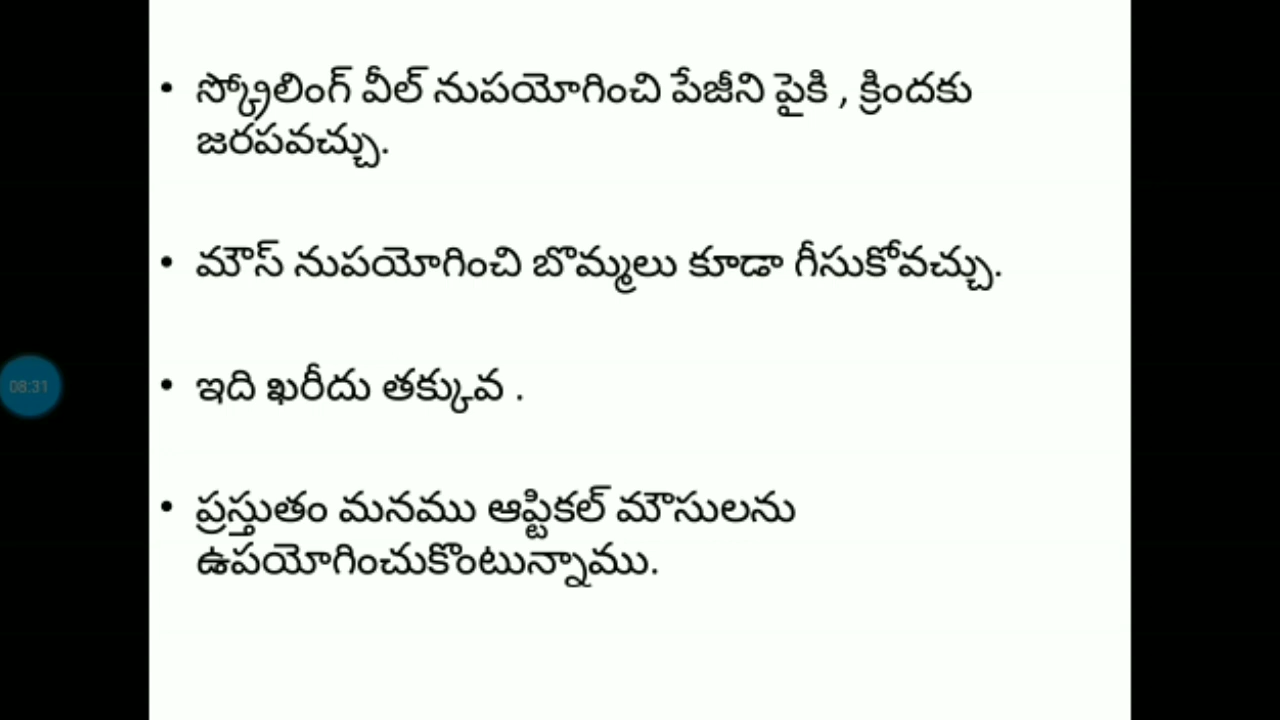 • స్క్రోలింగ్ వీల్ నుపయోగించి పేజీని పైకి , క్రిందకు
జరపవచ్చు.
• మౌస్ నుపయోగించి బొమ్మలు కూడా గీసుకోవచ్చు.
08:31
• ఇది ఖరీదు తక్కువ .
• ప్రస్తుతం మనము ఆప్టికల్ మౌసులను
ఉపయోగించుకొంటున్నాము.